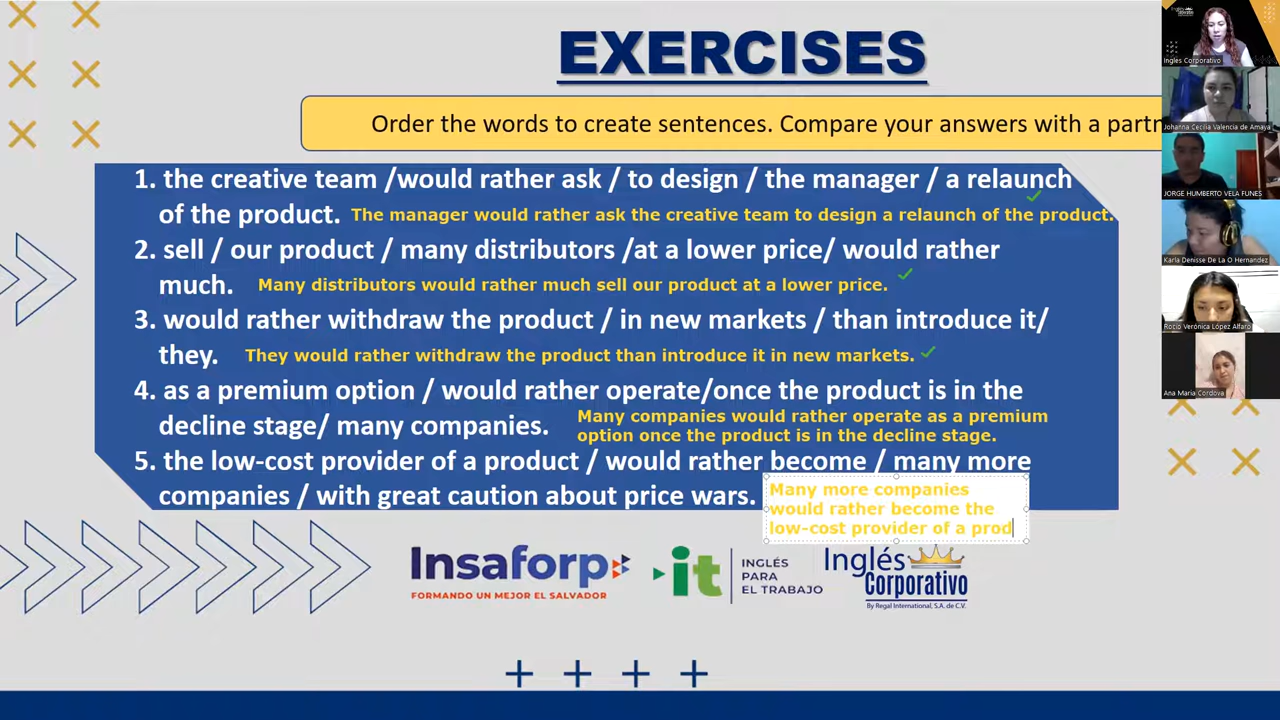 EXERCISES
Order the words to create sentences. Compare your answers with a partn
1. the creative team /would rather ask / to design / the manager / a relaunch
of the product. The manager would rather ask the creative team to design a relaunch of the product.
2. sell / our product / many distributors /at a lower price/ would rather
much. Many distributors would rather much sell our product at a lower price.
3. would rather withdraw the product / in new markets / than introduce it/
they. They would rather withdraw the product than introduce it in new markets.
4. as a premium option / would rather operate/once the product is in the
decline stage/ many companies. Many companies would rather operate as a premium
option once the product is in the decline stage.
5. the low-cost provider of a product / would rather become / many more
companies / with great caution about price wars. Many more companies
would rather become the
low-cost provider of a prod
Insaforp
FORMANDO UN MEJOR EL SALVADOR
it INGLÉS
PARA
EL TRABAJO
Inglés
Corporativo
By Regal International, S.A. de C.V.
Ingles Corporativo
Johanna Cecilia Valencia de Amaya
JORGE HUMBERTO VELA FUNES
Karla Denisse De La O Hernandez
Rocio Verónica López Alfaro
Ana Maria Cordova